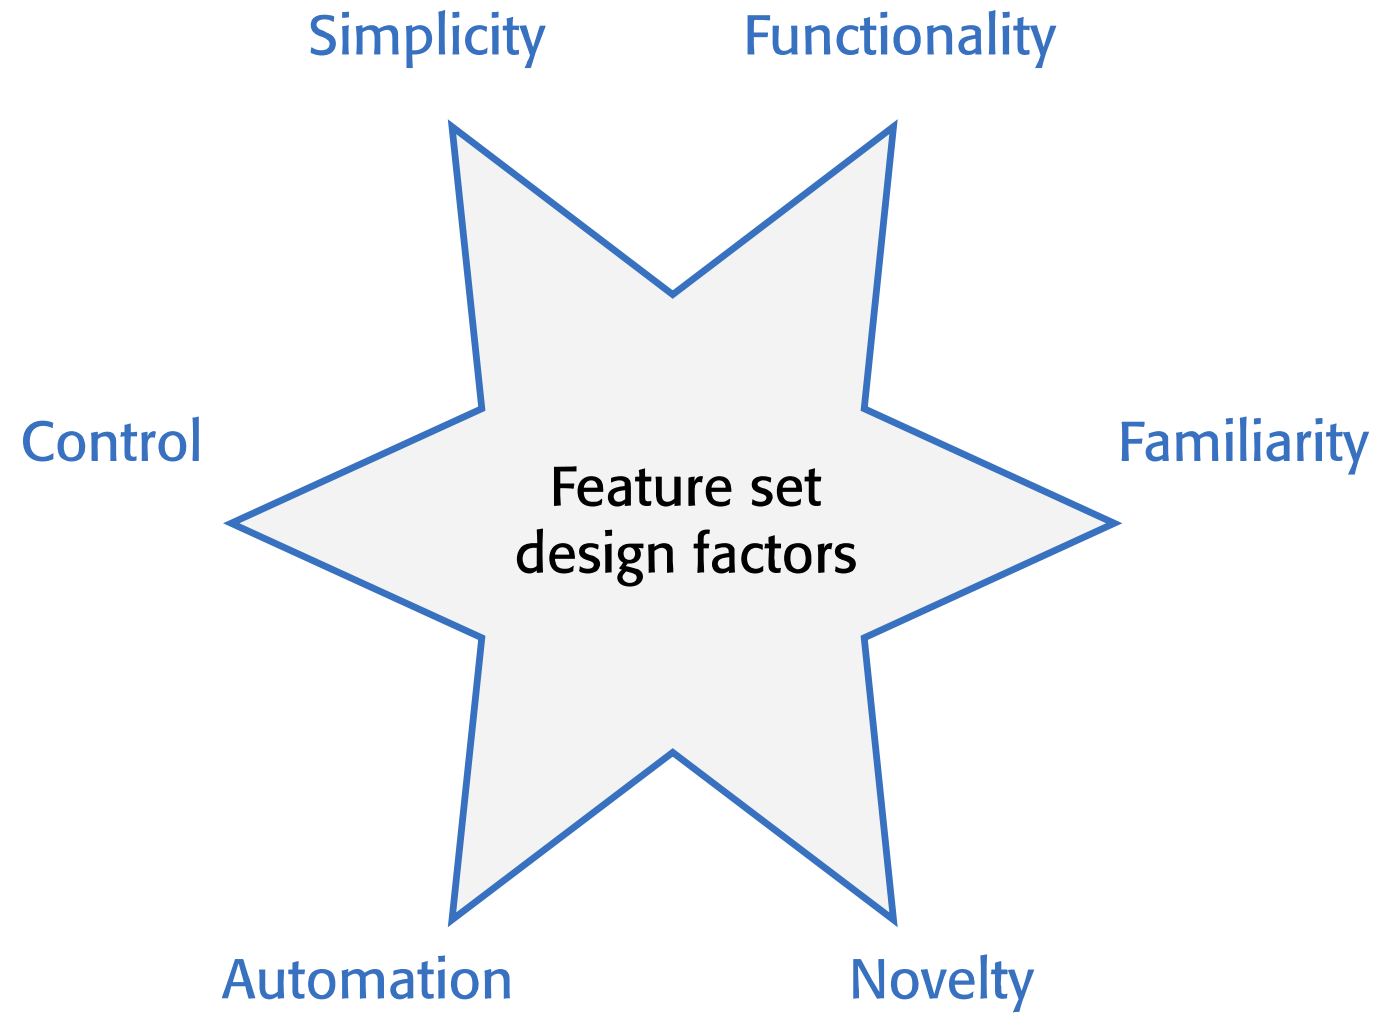 Simplicity
Functionality
Control
Familiarity
Feature set
design factors
Automation
Novelty